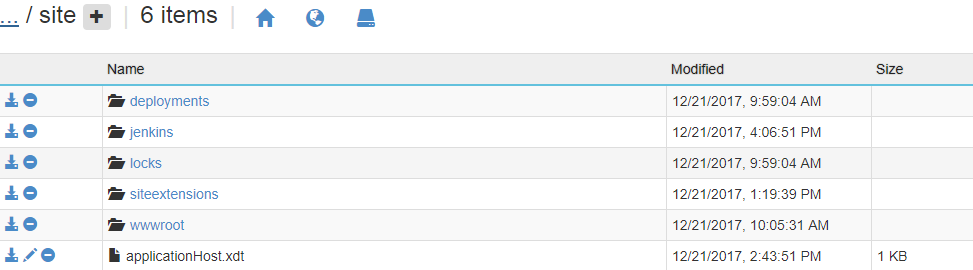 ... / site + | 6 items |
Name Modified Size
deployments 12/21/2017, 9:59:04 AM
jenkins 12/21/2017, 4:06:51 PM
locks 12/21/2017, 9:59:04 AM
siteextensions 12/21/2017, 1:19:39 PM
wwwroot 12/21/2017, 10:05:31 AM
applicationHost.xdt 12/21/2017, 2:43:51 PM 1 KB